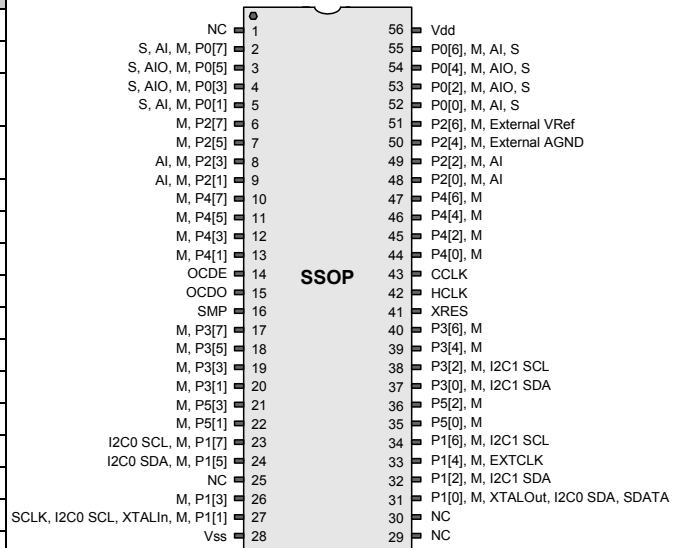 NC 1 56 Vdd
S, AI, M, P0[7] 2 55 P0[6], M, AI, S
S, AIO, M, P0[5] 3 54 P0[4], M, AIO, S
S, AIO, M, P0[3] 4 53 P0[2], M, AIO, S
S, AI, M, P0[1] 5 52 P0[0], M, AI, S
M, P2[7] 6 51 P2[6], M, External VRef
M, P2[5] 7 50 P2[4], M, External AGND
AI, M, P2[3] 8 49 P2[2], M, AI
AI, M, P2[1] 9 48 P2[0], M, AI
M, P4[7] 10 47 P4[6], M
M, P4[5] 11 46 P4[4], M
M, P4[3] 12 45 P4[2], M
M, P4[1] 13 44 P4[0], M
OCDE 14 SSOP 43 CCLK
OCDO 15 42 HCLK
SMP 16 41 XRES
M, P3[7] 17 40 P3[6], M
M, P3[5] 18 39 P3[4], M
M, P3[3] 19 38 P3[2], M, I2C1 SCL
M, P3[1] 20 37 P3[0], M, I2C1 SDA
M, P5[3] 21 36 P5[2], M
M, P5[1] 22 35 P5[0], M
I2C0 SCL, M, P1[7] 23 34 P1[6], M, I2C1 SCL
I2C0 SDA, M, P1[5] 24 33 P1[4], M, EXTCLK
NC 25 32 P1[2], M, I2C1 SDA
M, P1[3] 26 31 P1[0], M, XTALOut, I2C0 SDA, SDATA
SCLK, I2C0 SCL, XTALIn, M, P1[1] 27 30 NC
Vss 28 29 NC